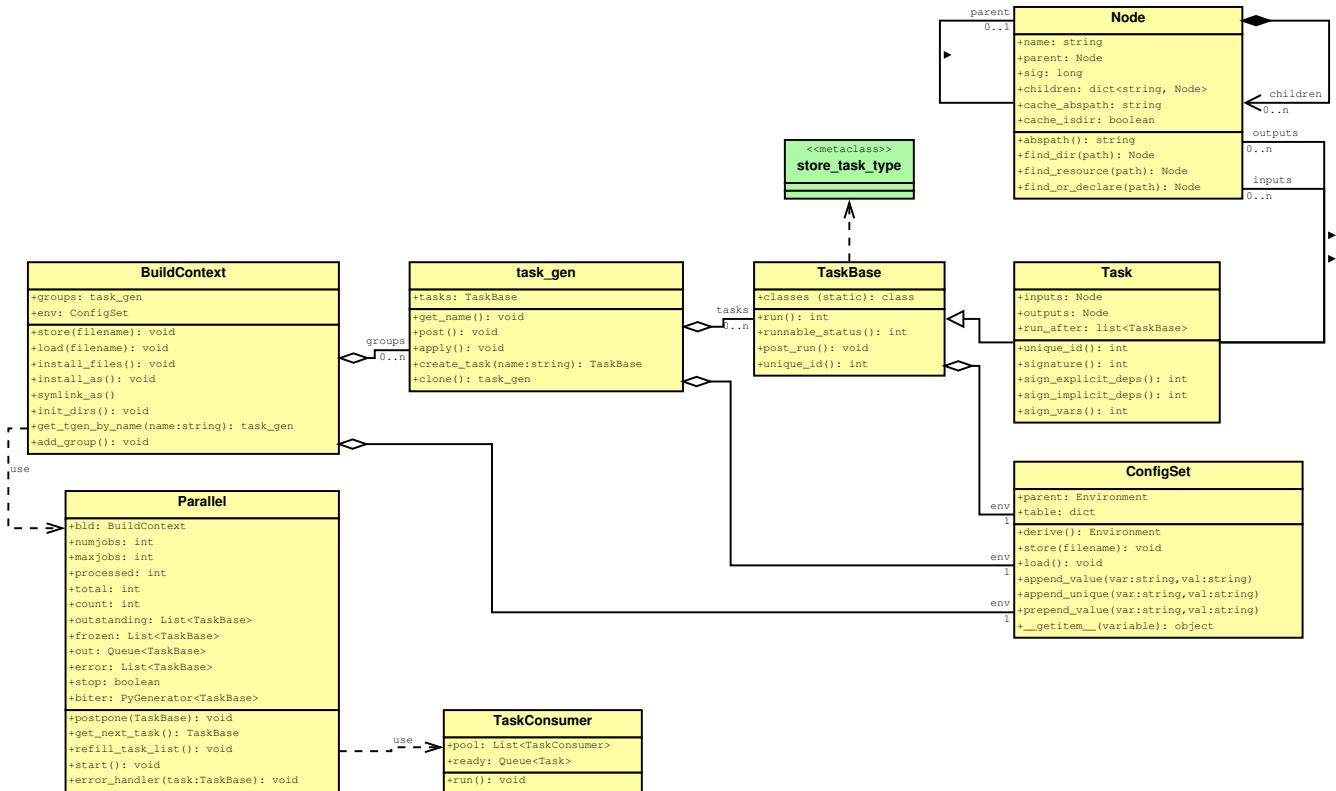 parent
0..1
Node
+name: string
+parent: Node
+sig: long
+children: dict<string, Node>
+cache_abspath: string
+cache_isdir: boolean
+abspath(): string
+find_dir(path): Node
+find_resource(path): Node
+find_or_declare(path): Node
children
0..n
outputs
0..n
inputs
0..n
<<metaclass>>
store_task_type
BuildContext
+groups: task_gen
+env: ConfigSet
+store(filename): void
+load(filename): void
+install_files(): void
+install_as(): void
+symlink_as()
+init_dirs(): void
+get_tgen_by_name(name:string): task_gen
+add_group(): void
groups
0..n
task_gen
+tasks: TaskBase
+get_name(): void
+post(): void
+apply(): void
+create_task(name:string): TaskBase
+clone(): task_gen
tasks
0..n
TaskBase
+classes (static): class
+run(): int
+runnable_status(): int
+post_run(): void
+unique_id(): int
Task
+inputs: Node
+outputs: Node
+run_after: list<TaskBase>
+unique_id(): int
+signature(): int
+sign_explicit_deps(): int
+sign_implicit_deps(): int
+sign_vars(): int
use
Parallel
+bld: BuildContext
+numjobs: int
+maxjobs: int
+processed: int
+total: int
+count: int
+outstanding: List<TaskBase>
+frozen: List<TaskBase>
+out: Queue<TaskBase>
+error: List<TaskBase>
+stop: boolean
+biter: PyGenerator<TaskBase>
+postpone(TaskBase): void
+get_next_task(): TaskBase
+refill_task_list(): void
+start(): void
+error_handler(task:TaskBase): void
env
1
env
1
env
1
ConfigSet
+parent: Environment
+table: dict
+derive(): Environment
+store(filename): void
+load(): void
+append_value(var:string,val:string)
+append_unique(var:string,val:string)
+prepend_value(var:string,val:string)
+__getitem__(variable): object
use
TaskConsumer
+pool: List<TaskConsumer>
+ready: Queue<Task>
+run(): void